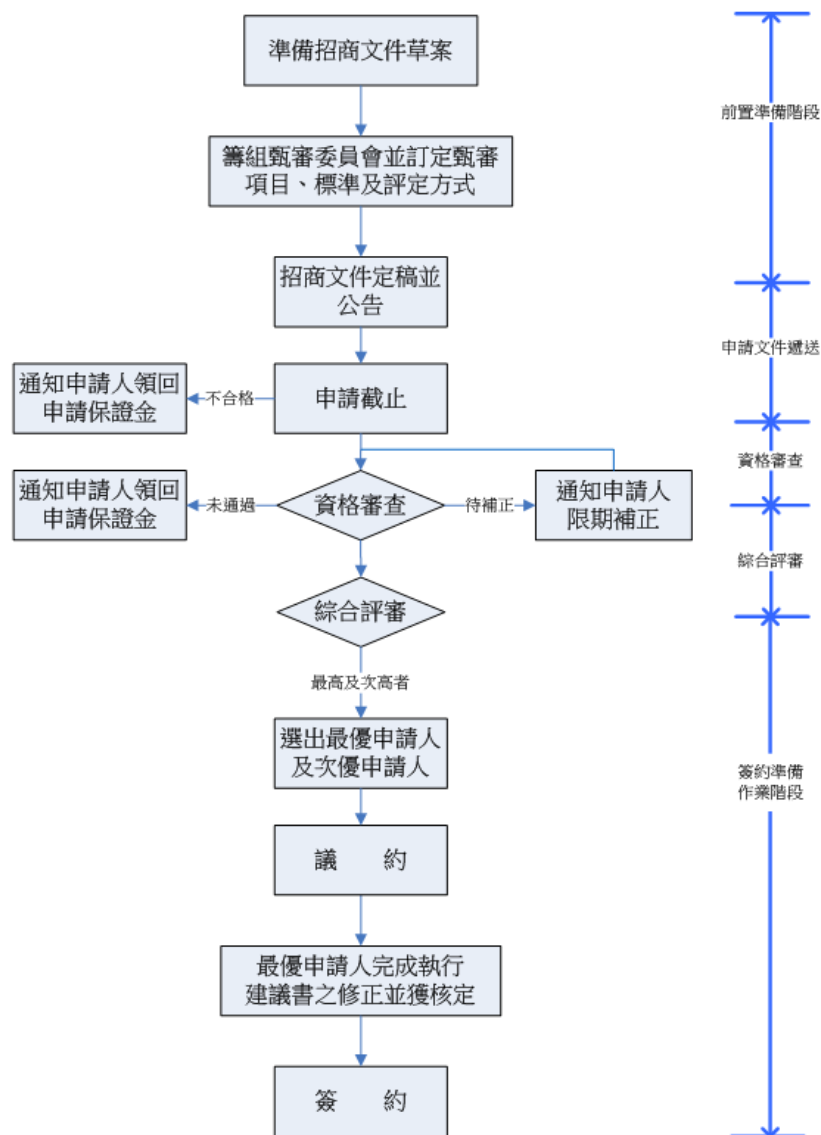 準備招商文件草案
前置準備階段
籌組甄審委員會並訂定甄審
項目、標準及評定方式
招商文件定稿並
公告
申請文件遞送
通知申請人領回
申請保證金
不合格
申請截止
資格審查
通知申請人領回
申請保證金
未通過
資格審查
待補正
通知申請人
限期補正
綜合評審
綜合評審
最高及次高者
選出最優申請人
及次優申請人
簽約準備
作業階段
議　　約
最優申請人完成執行
建議書之修正並獲核定
簽　　約